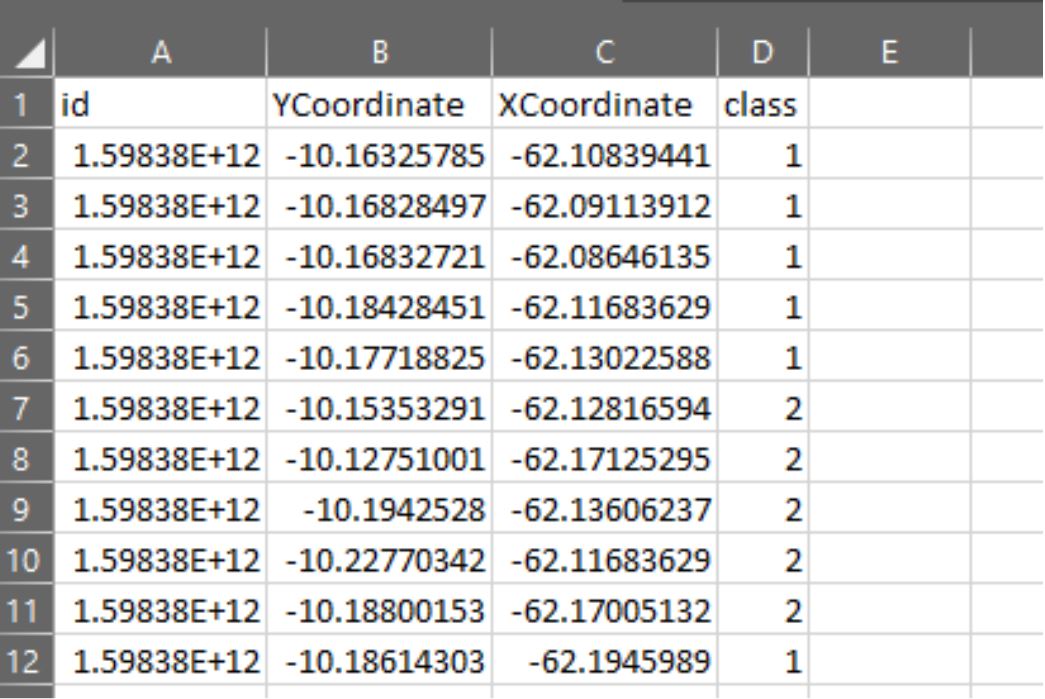 A B C D E
1 id YCoordinate XCoordinate class
2 1.59838E+12 -10.16325785 -62.10839441 1
3 1.59838E+12 -10.16828497 -62.09113912 1
4 1.59838E+12 -10.16832721 -62.08646135 1
5 1.59838E+12 -10.18428451 -62.11683629 1
6 1.59838E+12 -10.17718825 -62.13022588 1
7 1.59838E+12 -10.15353291 -62.12816594 2
8 1.59838E+12 -10.12751001 -62.17125295 2
9 1.59838E+12 -10.1942528 -62.13606237 2
10 1.59838E+12 -10.22770342 -62.11683629 2
11 1.59838E+12 -10.18800153 -62.17005132 2
12 1.59838E+12 -10.18614303 -62.1945989 1